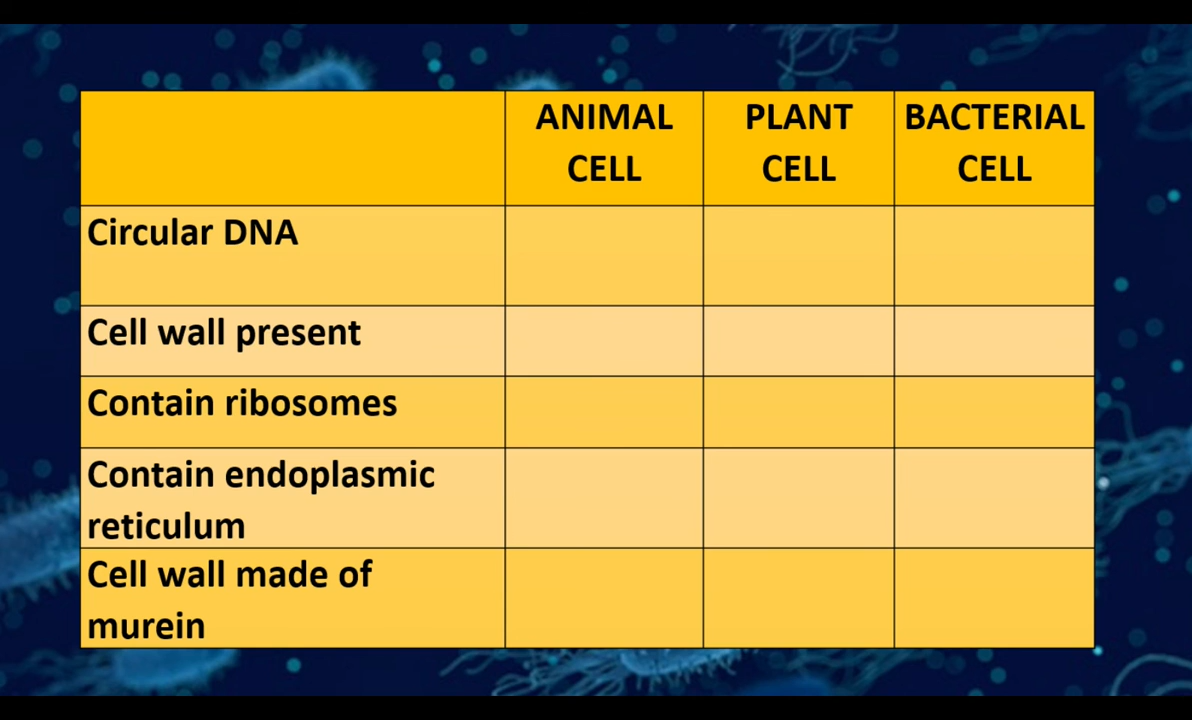 ANIMAL
CELL
PLANT
CELL
BACTERIAL
CELL
Circular DNA
Cell wall present
Contain ribosomes
Contain endoplasmic
reticulum
Cell wall made of
murein